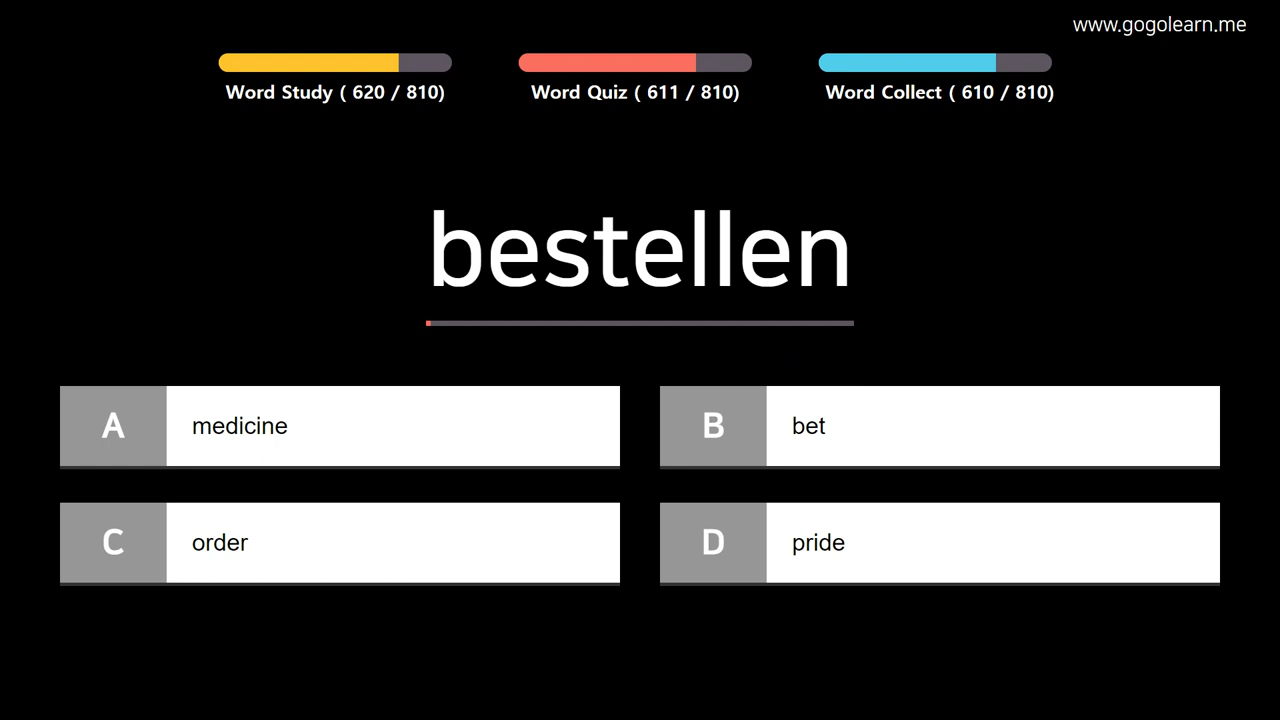 www.gogolearn.me
Word Study ( 620 / 810)
Word Quiz ( 611 / 810)
Word Collect ( 610 / 810)
bestellen
A medicine
B bet
C order
D pride